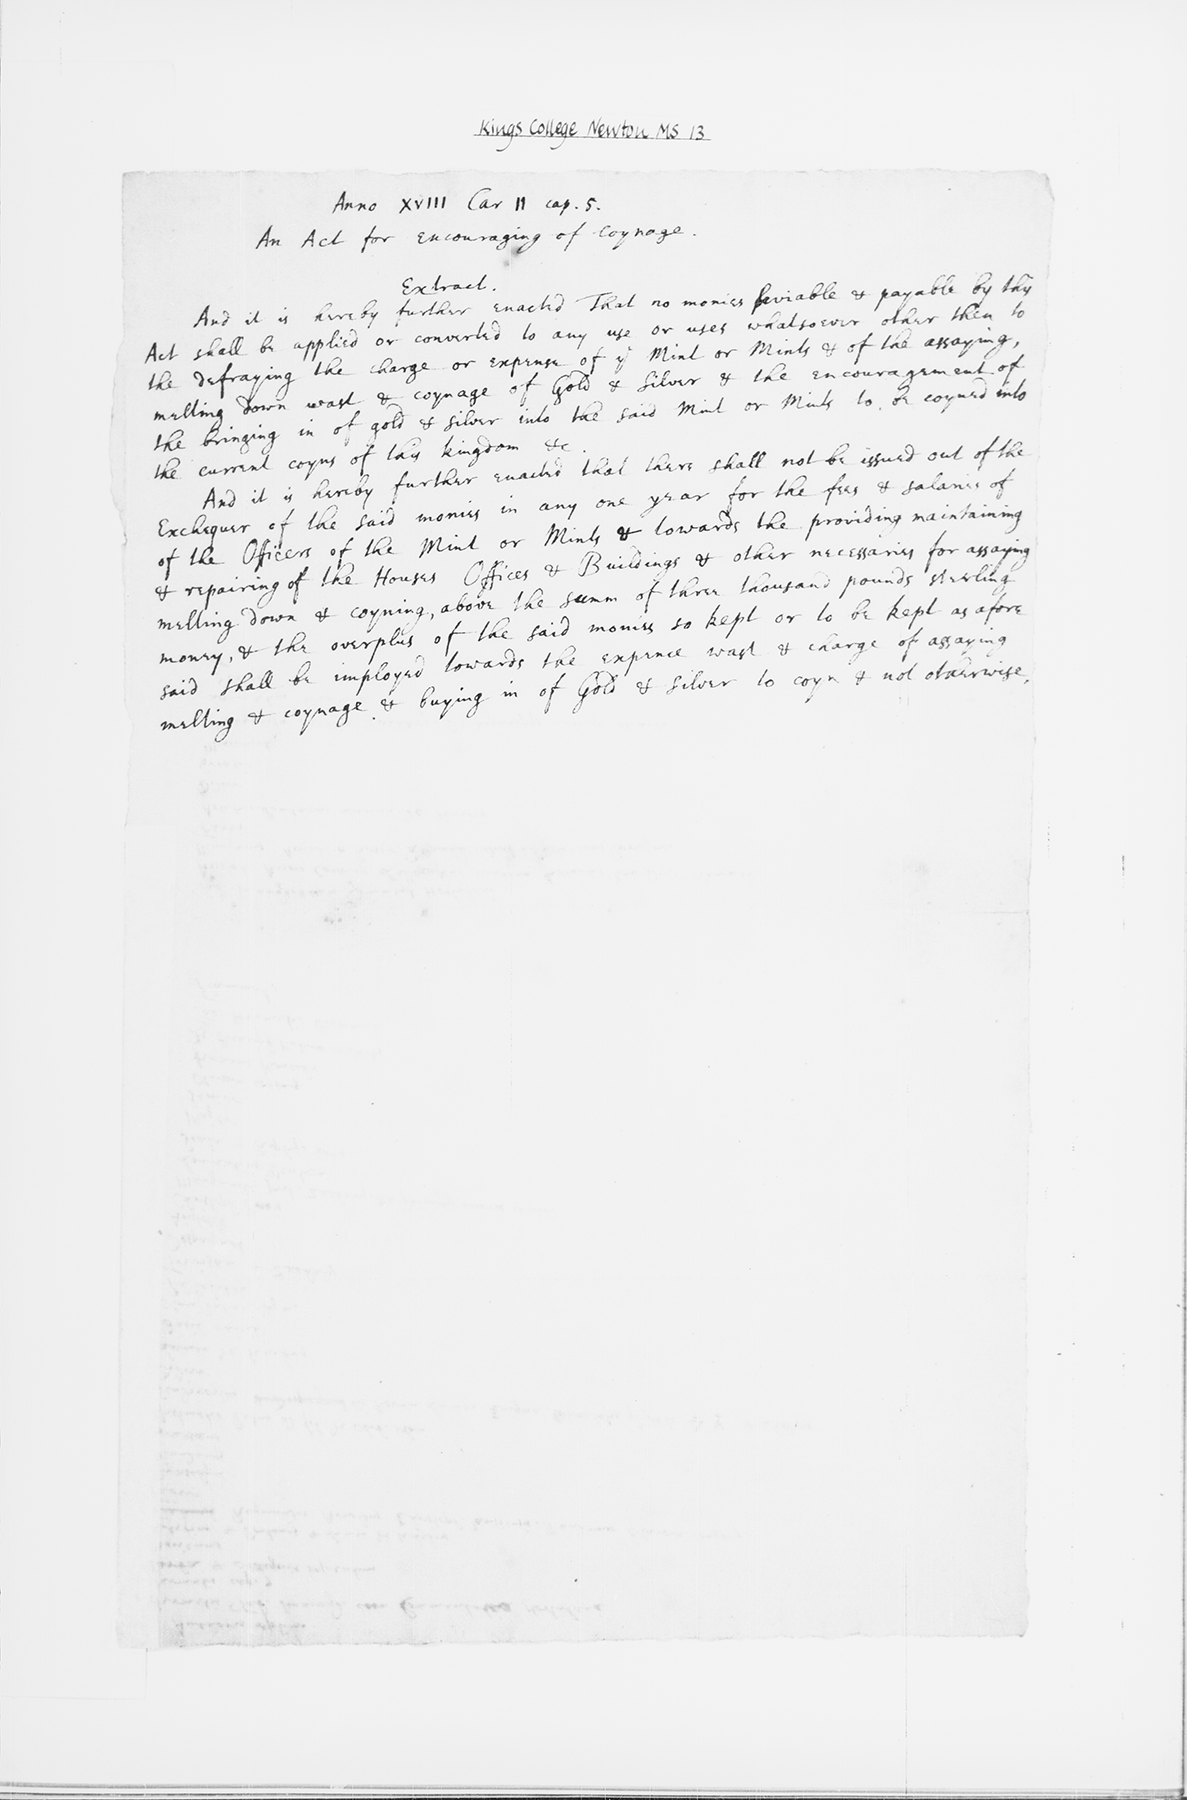 Kings College Newton MS 13
Anno XVIII Car II cap. 5.
An Act for encouraging of Coynage.
Extract.
And it is hereby further enacted That no monies leviable & payable by this
Act shall be applied or converted to any use or uses whatsoever other then to
the defraying the charge or expense of ye Mint or Mints & of the assaying,
melting down wast & coynage of Gold & Silver & the encouragement of
the bringing in of gold & silver into the said Mint or Mints to be coyned into
the current coyns of this kingdom &c.
And it is hereby further enacted that there shall not be issued out of the
Exchequer of the said monies in any one year for the fees & salaries of
of the Officers of the Mint or Mints & towards the providing maintaining
& repairing of the Houses Offices & Buildings & other necessaries for assaying
melting down & coyning, above the summ of three thousand pounds sterling
money, & the overplus of the said monies so kept or to be kept as afore
said shall be imployed towards the expence wast & charge of assaying
melting & coynage & buying in of Gold & silver to coyn & not otherwise.